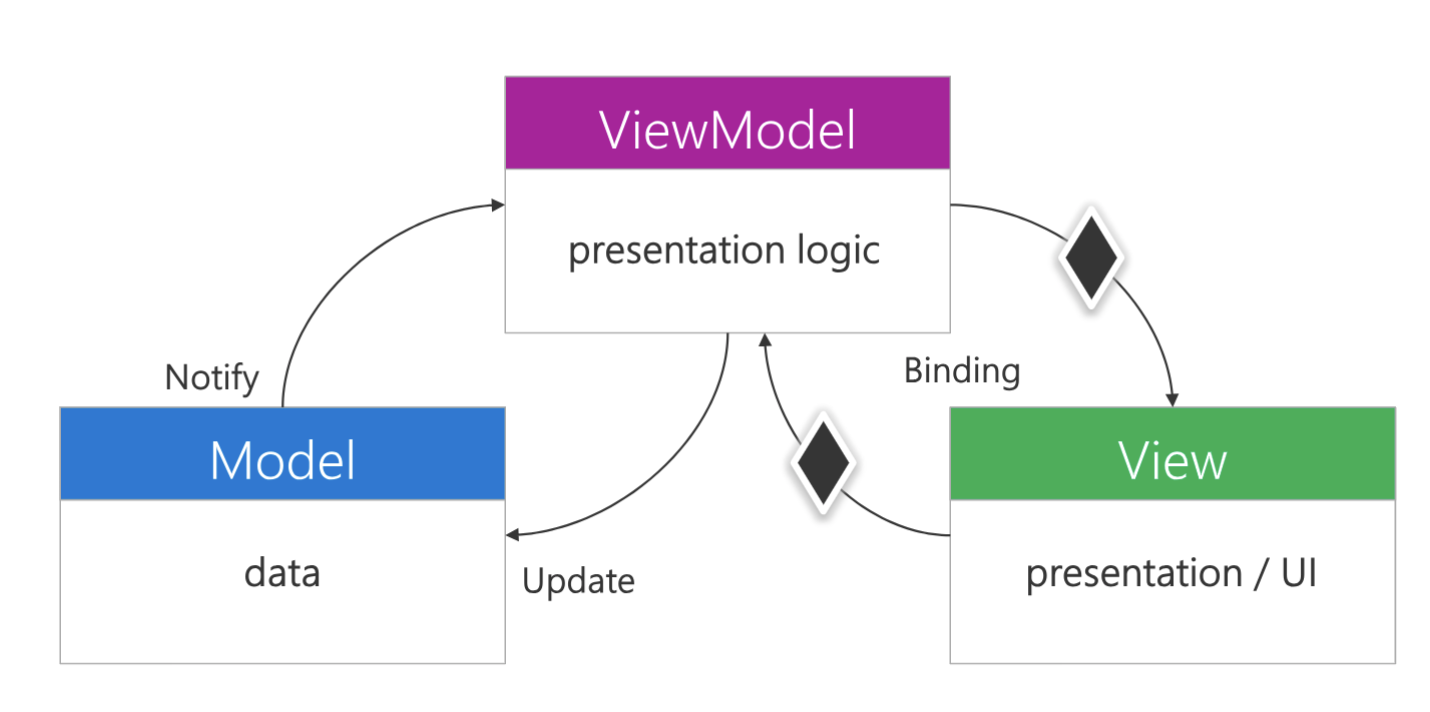 ViewModel
presentation logic
Notify
Binding
Model
View
data
Update
presentation / UI